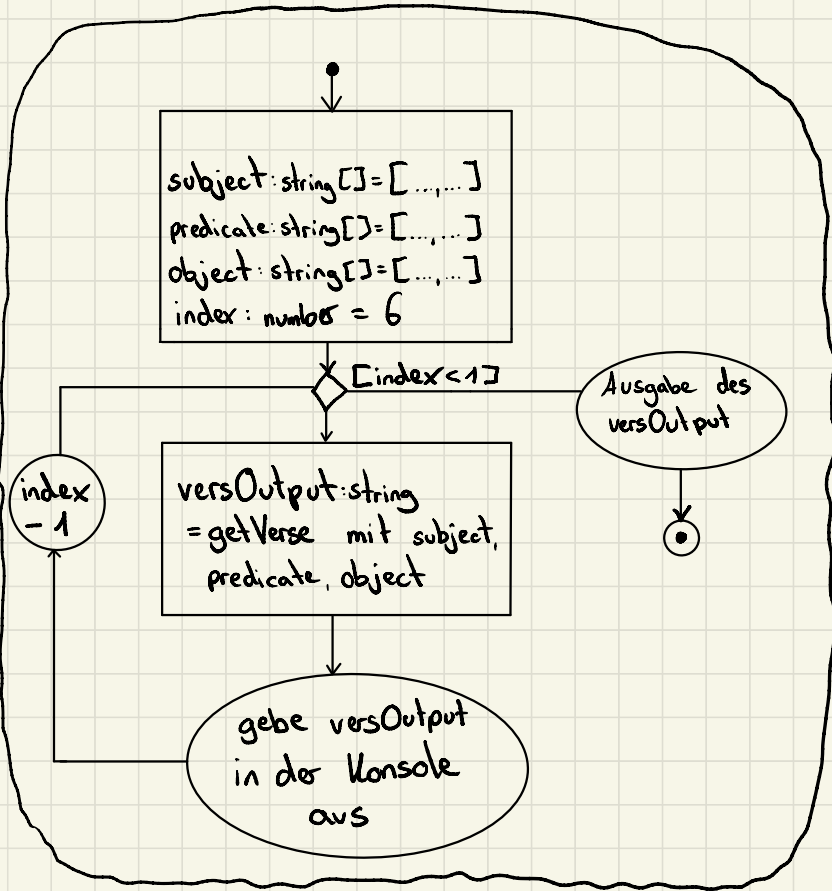 subject: string[] = [...,...]
predicate: string[] = [...,...]
object: string[] = [...,...]
index: number = 6
[index<1]
Ausgabe des
versOutput
versOutput: string
= getVerse mit subject,
predicate, object
index
- 1
gebe versOutput
in der Konsole
aus